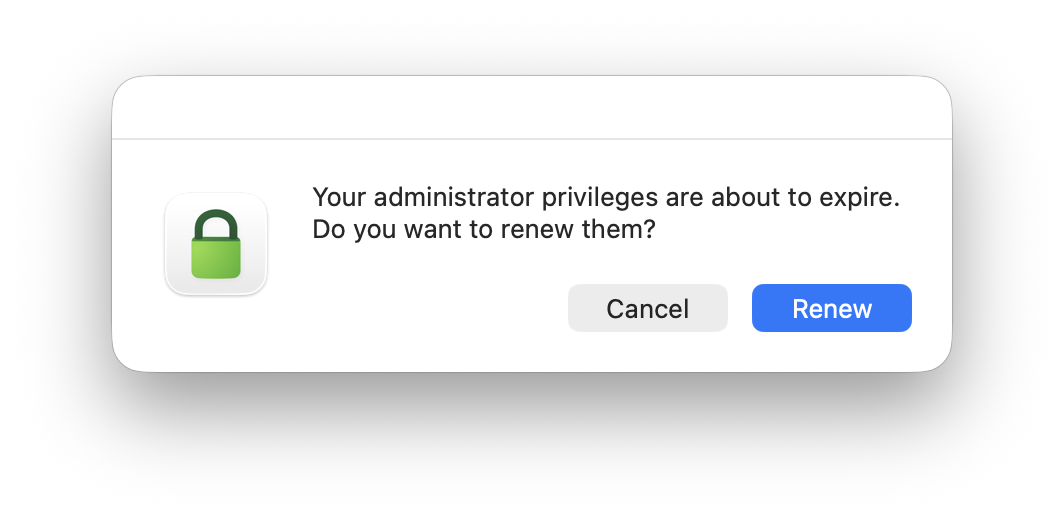 Your administrator privileges are about to expire.
Do you want to renew them?
Cancel
Renew